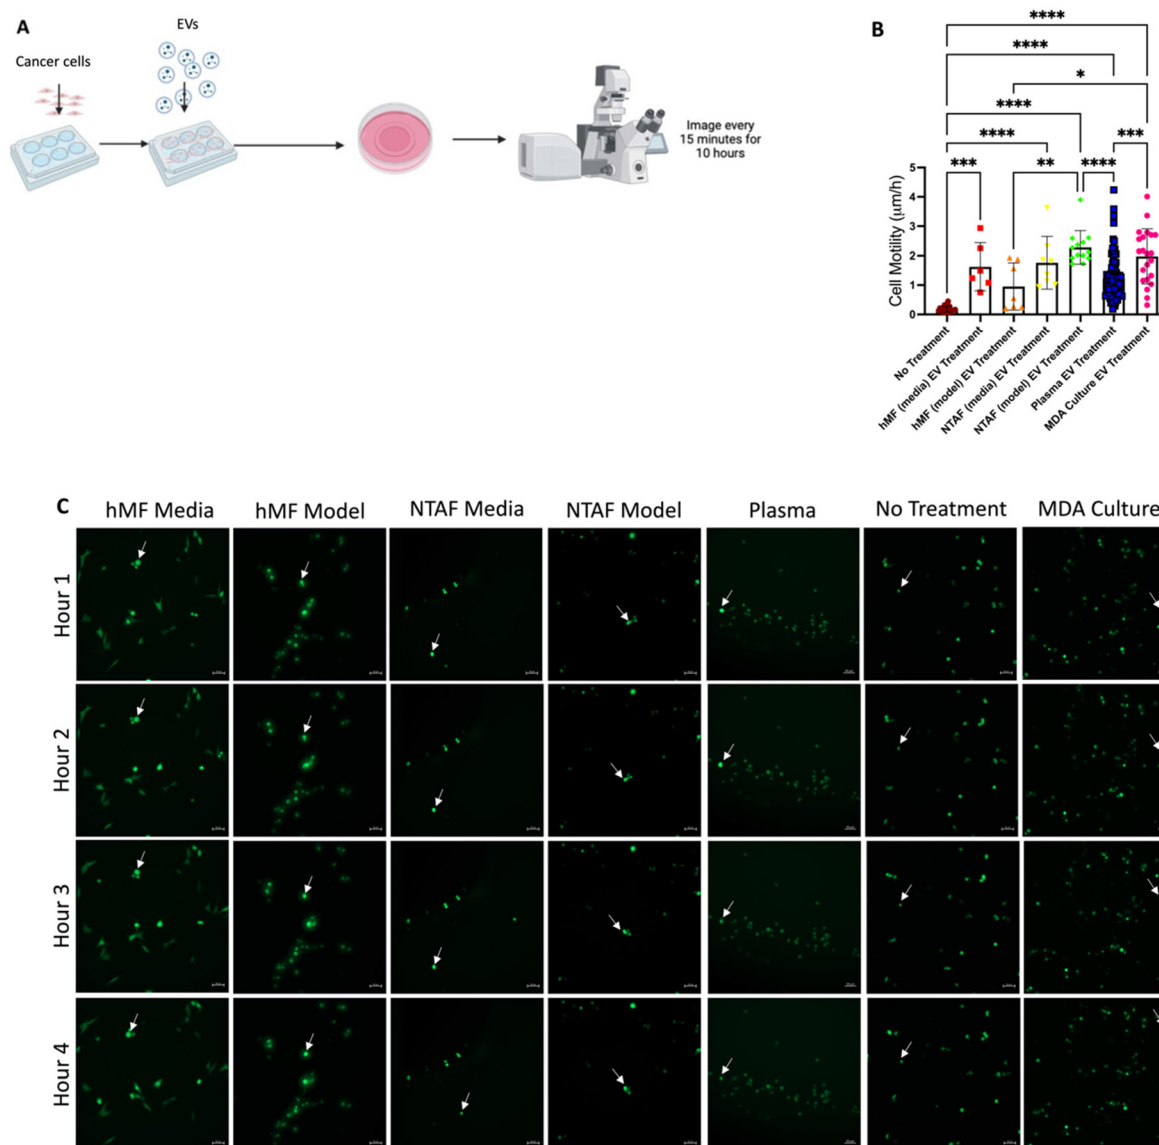 A
EVs
Cancer cells
Image every
15 minutes for
10 hours
B
****
****
*
****
****
***
***
**
****
Cell Motility (μm/h)
5
4
3
2
1
0
No Treatment
hMF (media) EV Treatment
hMF (model) EV Treatment
NTAF (media) EV Treatment
NTAF (model) EV Treatment
Plasma EV Treatment
MDA Culture EV Treatment
C
hMF Media
hMF Model
NTAF Media
NTAF Model
Plasma
No Treatment
MDA Culture
Hour 1
Hour 2
Hour 3
Hour 4